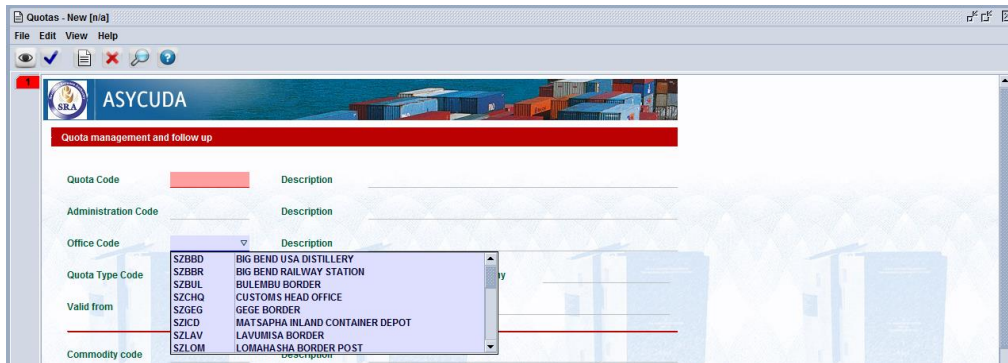 Quotas - New [n/a]
File Edit View Help
1
SRA ASYCUDA
Quota management and follow up
Quota Code Description
Administration Code Description
Office Code Description
SZBBD BIG BEND USA DISTILLERY
SZBBR BIG BEND RAILWAY STATION
Quota Type Code
SZBUL BULEMBU BORDER
SZCHQ CUSTOMS HEAD OFFICE
SZGEG GEGE BORDER
Valid from
SZICD MATSAPHA INLAND CONTAINER DEPOT
SZLAV LAVUMISA BORDER
SZLOM LOMAHASHA BORDER POST
Commodity code Description